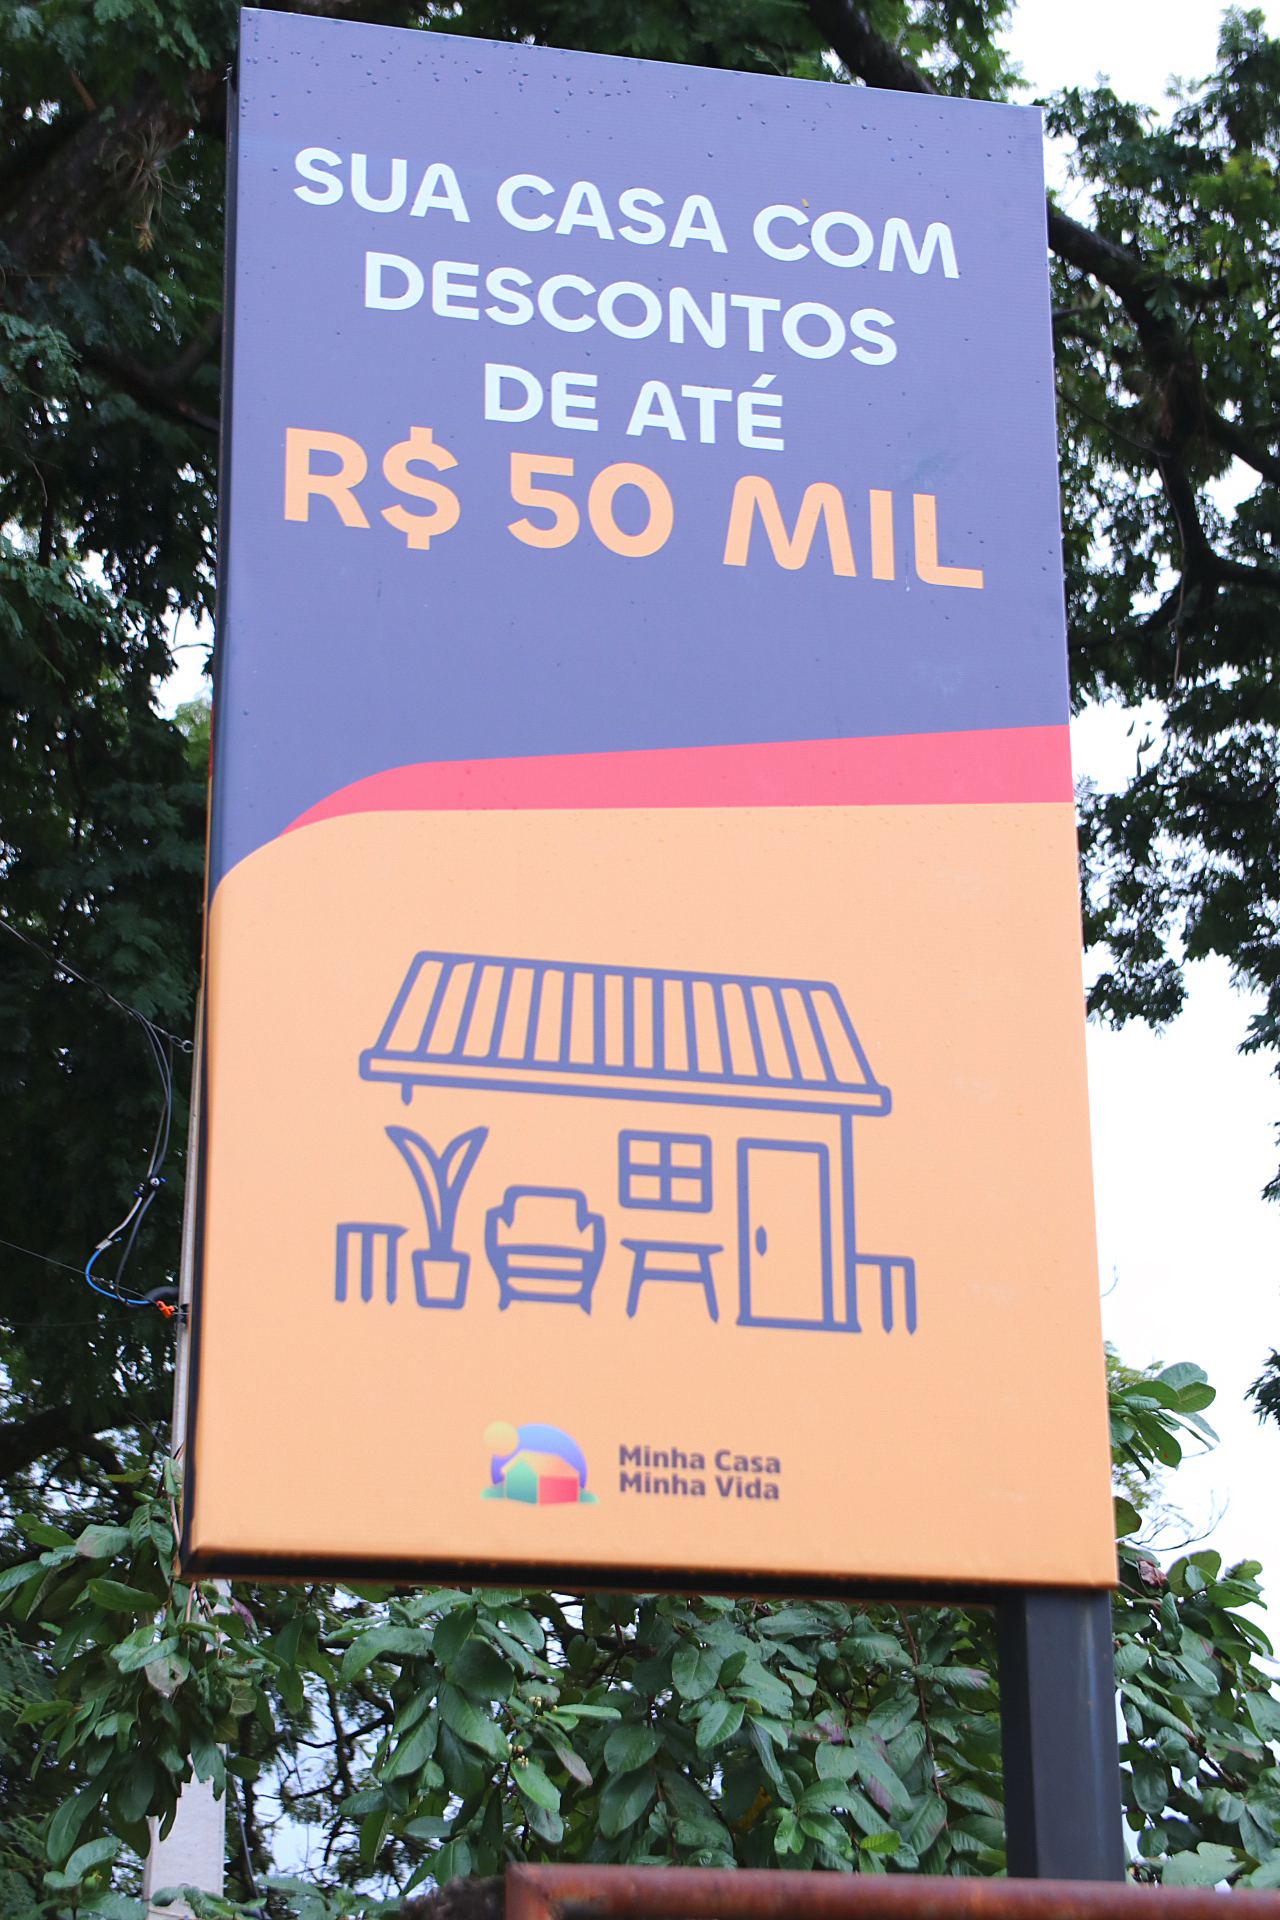 SUA CASA COM
DESCONTOS
DE ATÉ
R$ 50 MIL
Minha Casa
Minha Vida